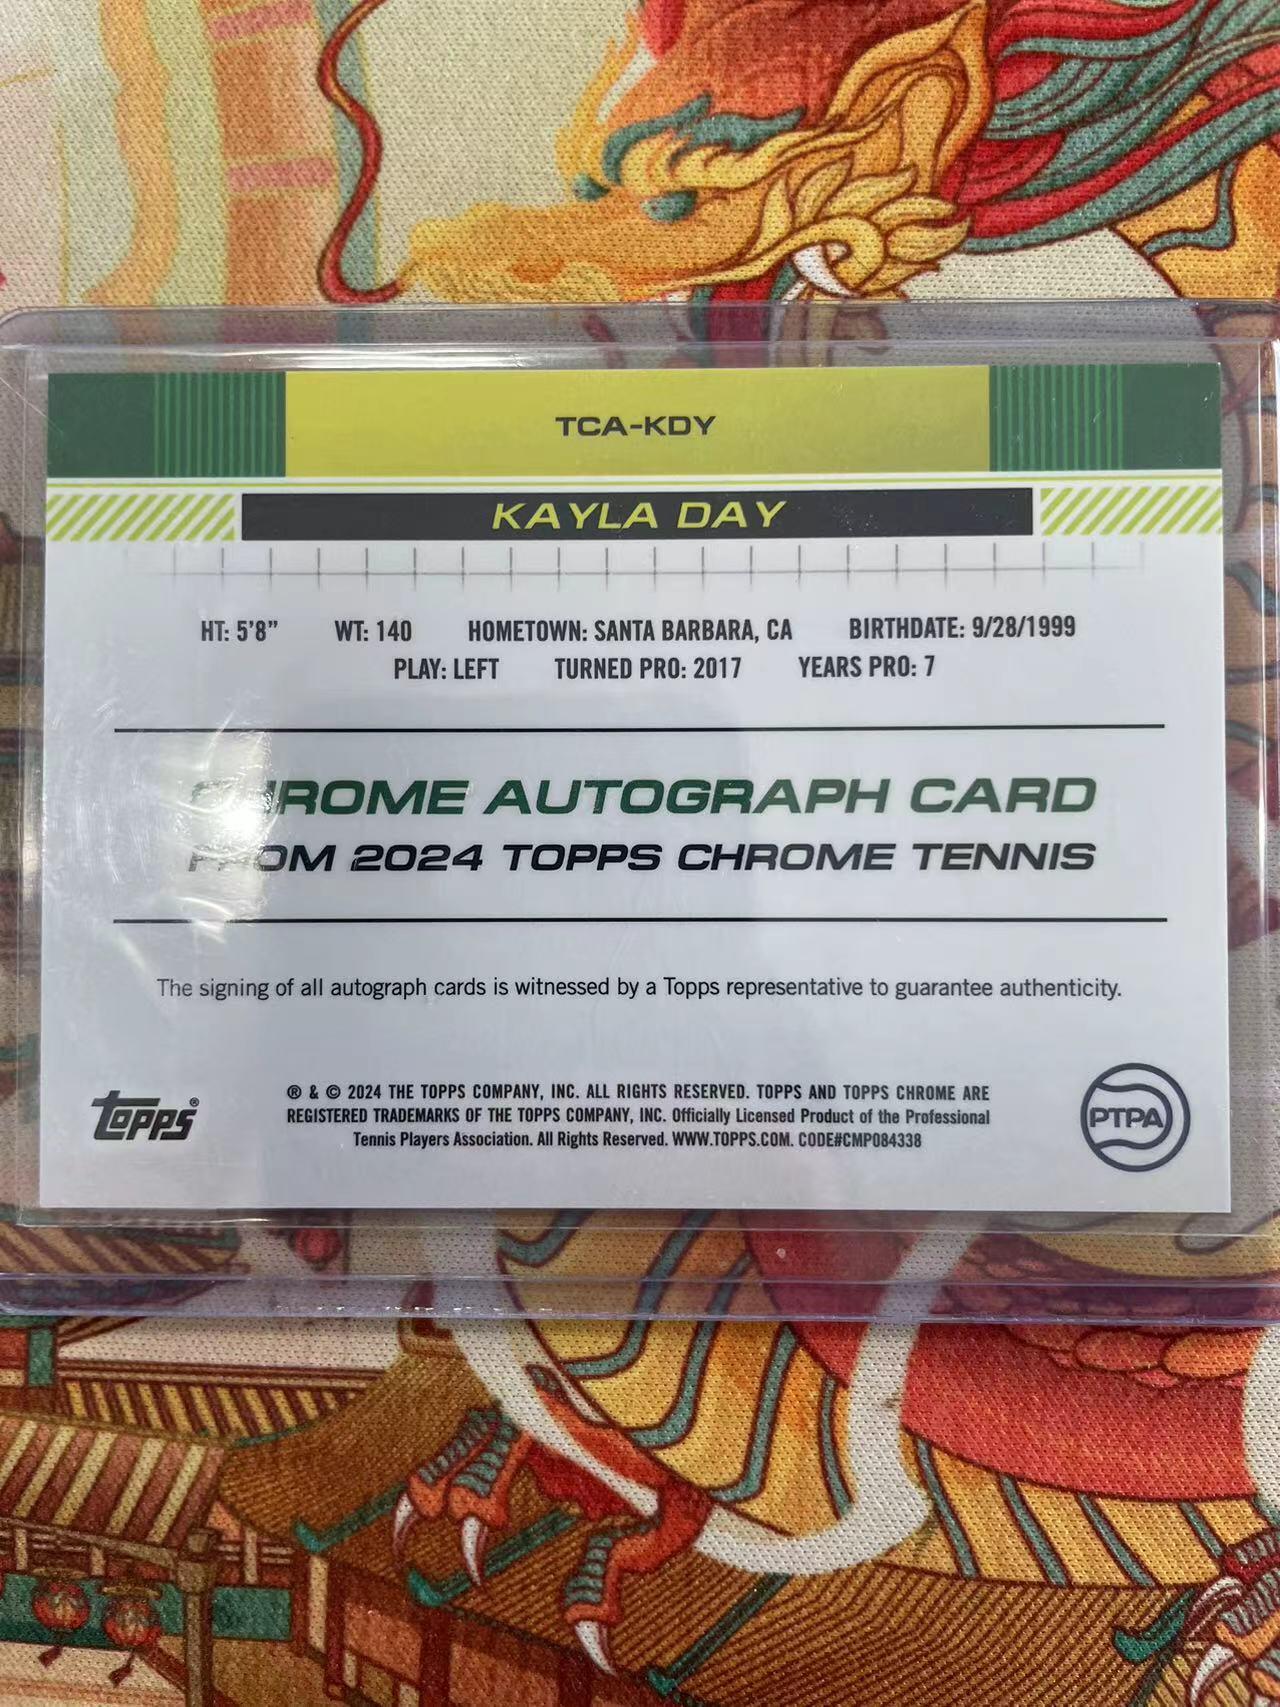 TCA-KDY
KAYLA DAY
HT: 5'8" WT: 140 HOMETOWN: SANTA BARBARA, CA BIRTHDATE: 9/28/1999
PLAY: LEFT TURNED PRO: 2017 YEARS PRO: 7
CHROME AUTOGRAPH CARD
FROM 2024 TOPPS CHROME TENNIS
The signing of all autograph cards is witnessed by a Topps representative to guarantee authenticity.
® & © 2024 THE TOPPS COMPANY, INC. ALL RIGHTS RESERVED. TOPPS AND TOPPS CHROME ARE
REGISTERED TRADEMARKS OF THE TOPPS COMPANY, INC. Officially Licensed Product of the Professional
Tennis Players Association. All Rights Reserved. WWW.TOPPS.COM. CODE#CMP084338
topps®
PTPA